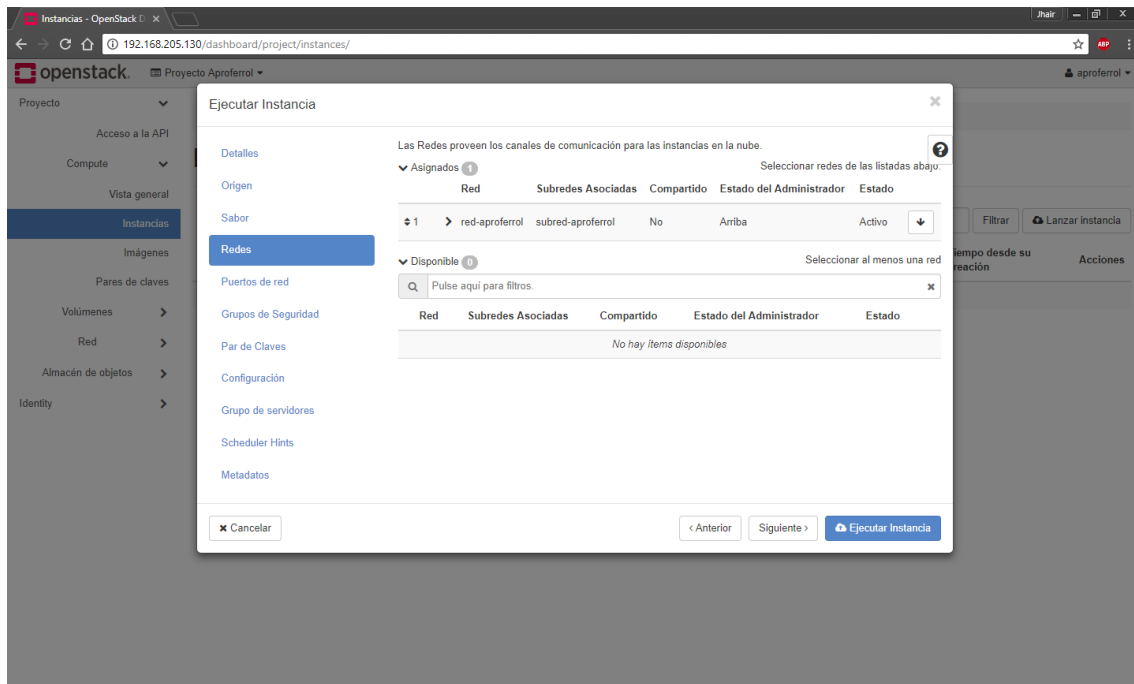 Instancias - OpenStack D
Jhair
192.168.205.130/dashboard/project/instances/
ABP
openstack.
Proyecto Aproferrol
aproferrol
Proyecto
Acceso a la API
Compute
Vista general
Instancias
Imágenes
Pares de claves
Volúmenes
Red
Almacén de objetos
Identity
Filtrar
Lanzar instancia
iempo desde su
reación
Acciones
Ejecutar Instancia
Detalles
Origen
Sabor
Redes
Puertos de red
Grupos de Seguridad
Par de Claves
Configuración
Grupo de servidores
Scheduler Hints
Metadatos
Las Redes proveen los canales de comunicación para las instancias en la nube.
Asignados 1
Seleccionar redes de las listadas abajo.
Red Subredes Asociadas Compartido Estado del Administrador Estado
1 red-aproferrol subred-aproferrol No Arriba Activo
Disponible 0
Seleccionar al menos una red
Pulse aquí para filtros.
Red Subredes Asociadas Compartido Estado del Administrador Estado
No hay ítems disponibles
Cancelar
< Anterior
Siguiente >
Ejecutar Instancia